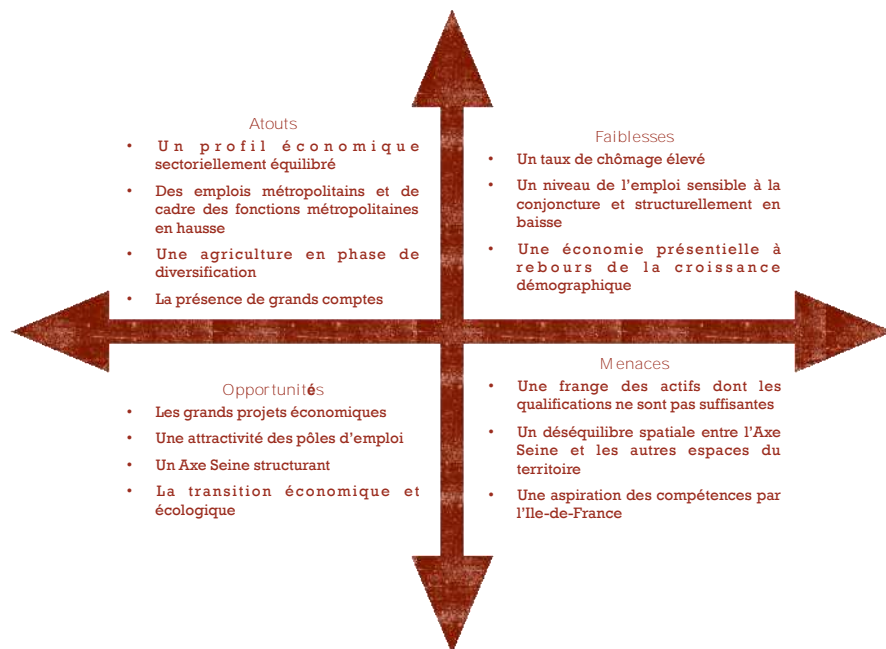 Atouts
• Un profil économique
sectoriellement équilibré
• Des emplois métropolitains et de
cadre des fonctions métropolitaines
en hausse
• Une agriculture en phase de
diversification
• La présence de grands comptes
Faiblesses
• Un taux de chômage élevé
• Un niveau de l'emploi sensible à la
conjoncture et structurellement en
baisse
• Une économie présentielle à
rebours de la croissance
démographique
Opportunités
• Les grands projets économiques
• Une attractivité des pôles d'emploi
• Un Axe Seine structurant
• La transition économique et
écologique
Menaces
• Une frange des actifs dont les
qualifications ne sont pas suffisantes
• Un déséquilibre spatiale entre l'Axe
Seine et les autres espaces du
territoire
• Une aspiration des compétences par
l'Ile-de-France